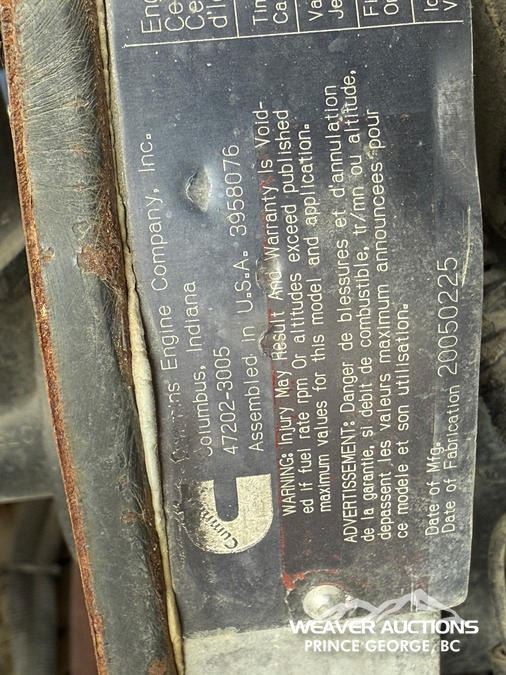 Cummins Engine Company, Inc.
Columbus, Indiana
47202-3005
Assembled in U.S.A. 3958076
Cummins
WARNING: Injury May Result And Warranty Is Void-
ed If fuel rate rpm Or altitudes exceed published
maximum values for this model and application.
AVERTISSEMENT: Danger de blessures et d'annulation
de la garantie, si debit de combustible, tr/mn ou altitude,
depassent les valeurs maximum announceees pour
ce modele et son utilisation.
Date of Mfg.
Date of Fabrication 20050225
WEAVER AUCTIONS
PRINCE GEORGE, BC